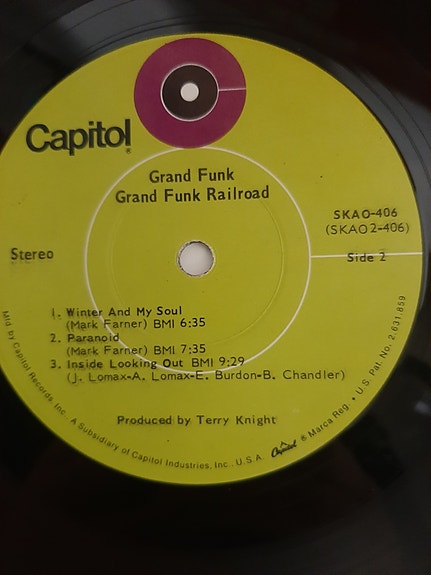 Capitol®
Grand Funk
Grand Funk Railroad
SKAO-406
(SKAO2-406)
Stereo
Side 2
1. Winter And My Soul
(Mark Farner) BMI 6:35
2. Paranoid
(Mark Farner) BMI 7:35
3. Inside Looking Out BMI 9:29
(J. Lomax-A. Lomax-E. Burdon-B. Chandler)
Produced by Terry Knight
Mfd. by Capitol Records, Inc. A Subsidiary of Capitol Industries, Inc., U.S.A. Capitol ® Marca Reg. • U.S. Pat. No. 2,631,859